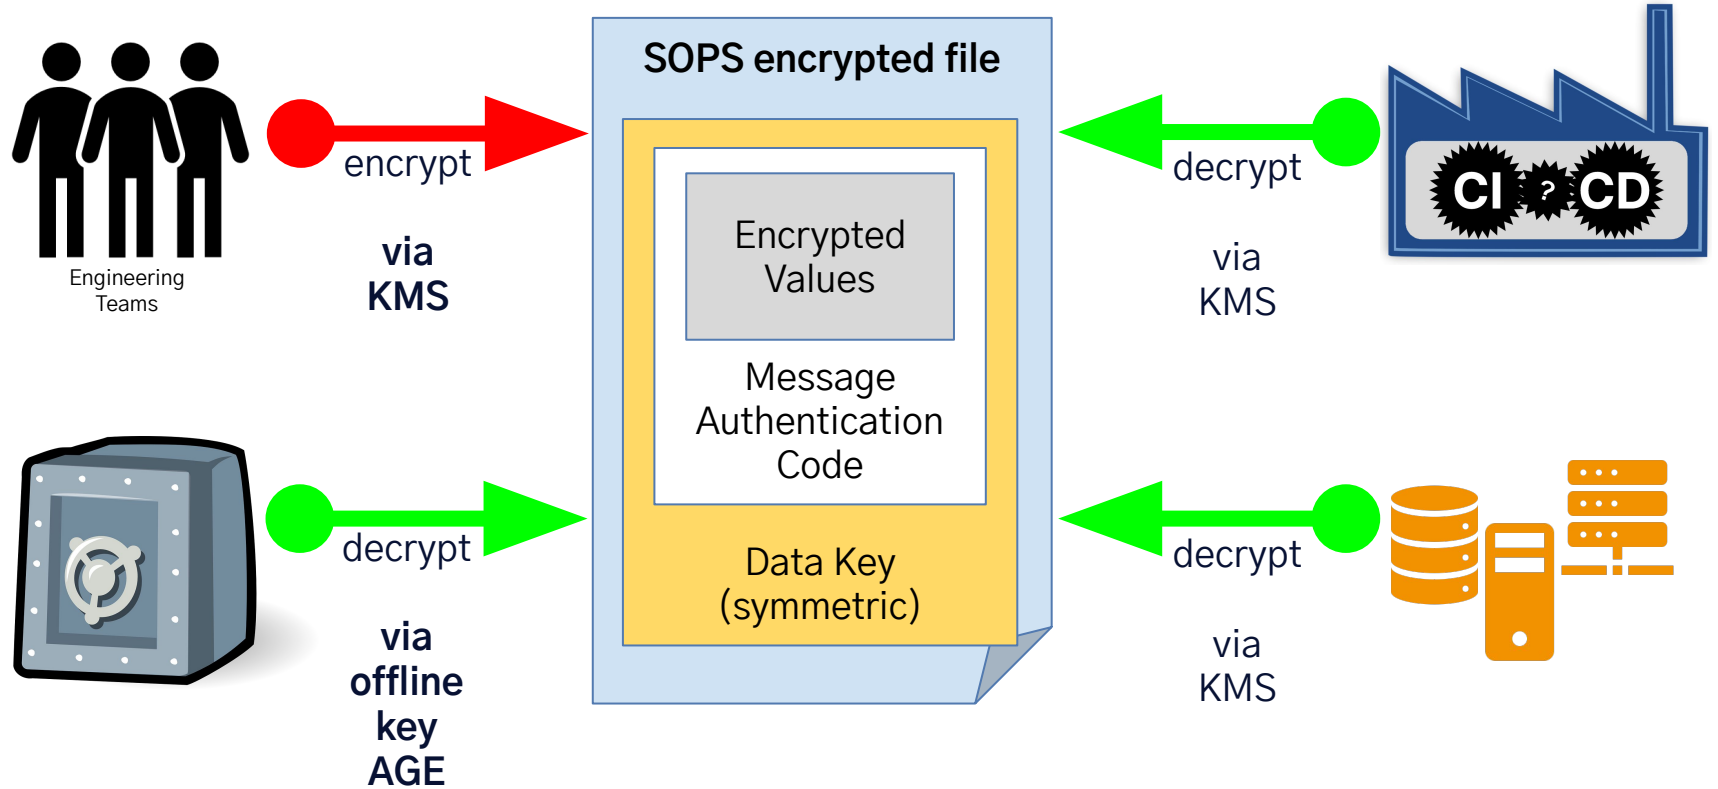 SOPS encrypted file
encrypt
via
KMS
Engineering
Teams
decrypt
via
offline
key
AGE
Encrypted
Values
Message
Authentication
Code
Data Key
(symmetric)
decrypt
via
KMS
CI ? CD
decrypt
via
KMS